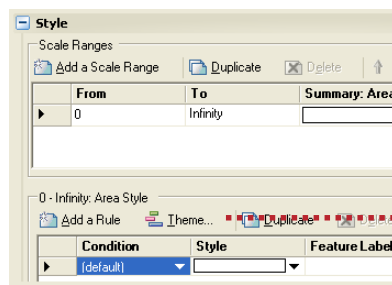 Style
Scale Ranges
Add a Scale Range Duplicate Delete
From To Summary: Area
0 Infinity
0 - Infinity: Area Style
Add a Rule Theme... Duplicate Delete
Condition Style Feature Label
(default)